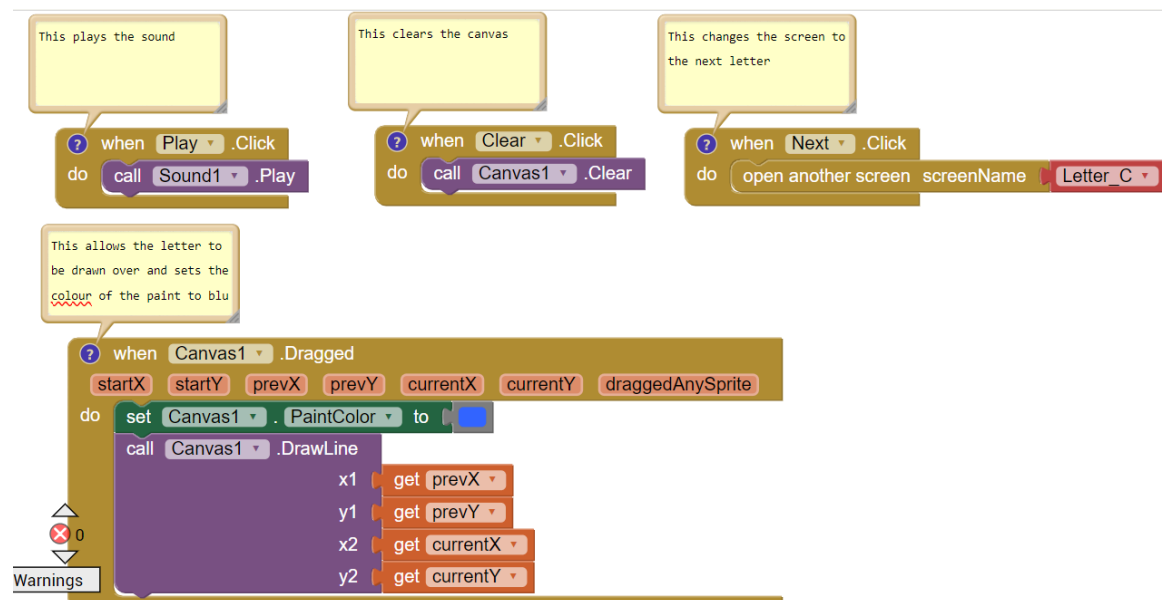 This plays the sound
This clears the canvas
This changes the screen to
the next letter
? when Play .Click
do call Sound1 .Play
? when Clear .Click
do call Canvas1 .Clear
? when Next .Click
do open another screen screenName Letter_C
This allows the letter to
be drawn over and sets the
colour of the paint to blu
? when Canvas1 .Dragged
startX startY prevX prevY currentX currentY draggedAnySprite
do set Canvas1 . PaintColor to
call Canvas1 .DrawLine
x1 get prevX
y1 get prevY
x2 get currentX
y2 get currentY
0
Warnings